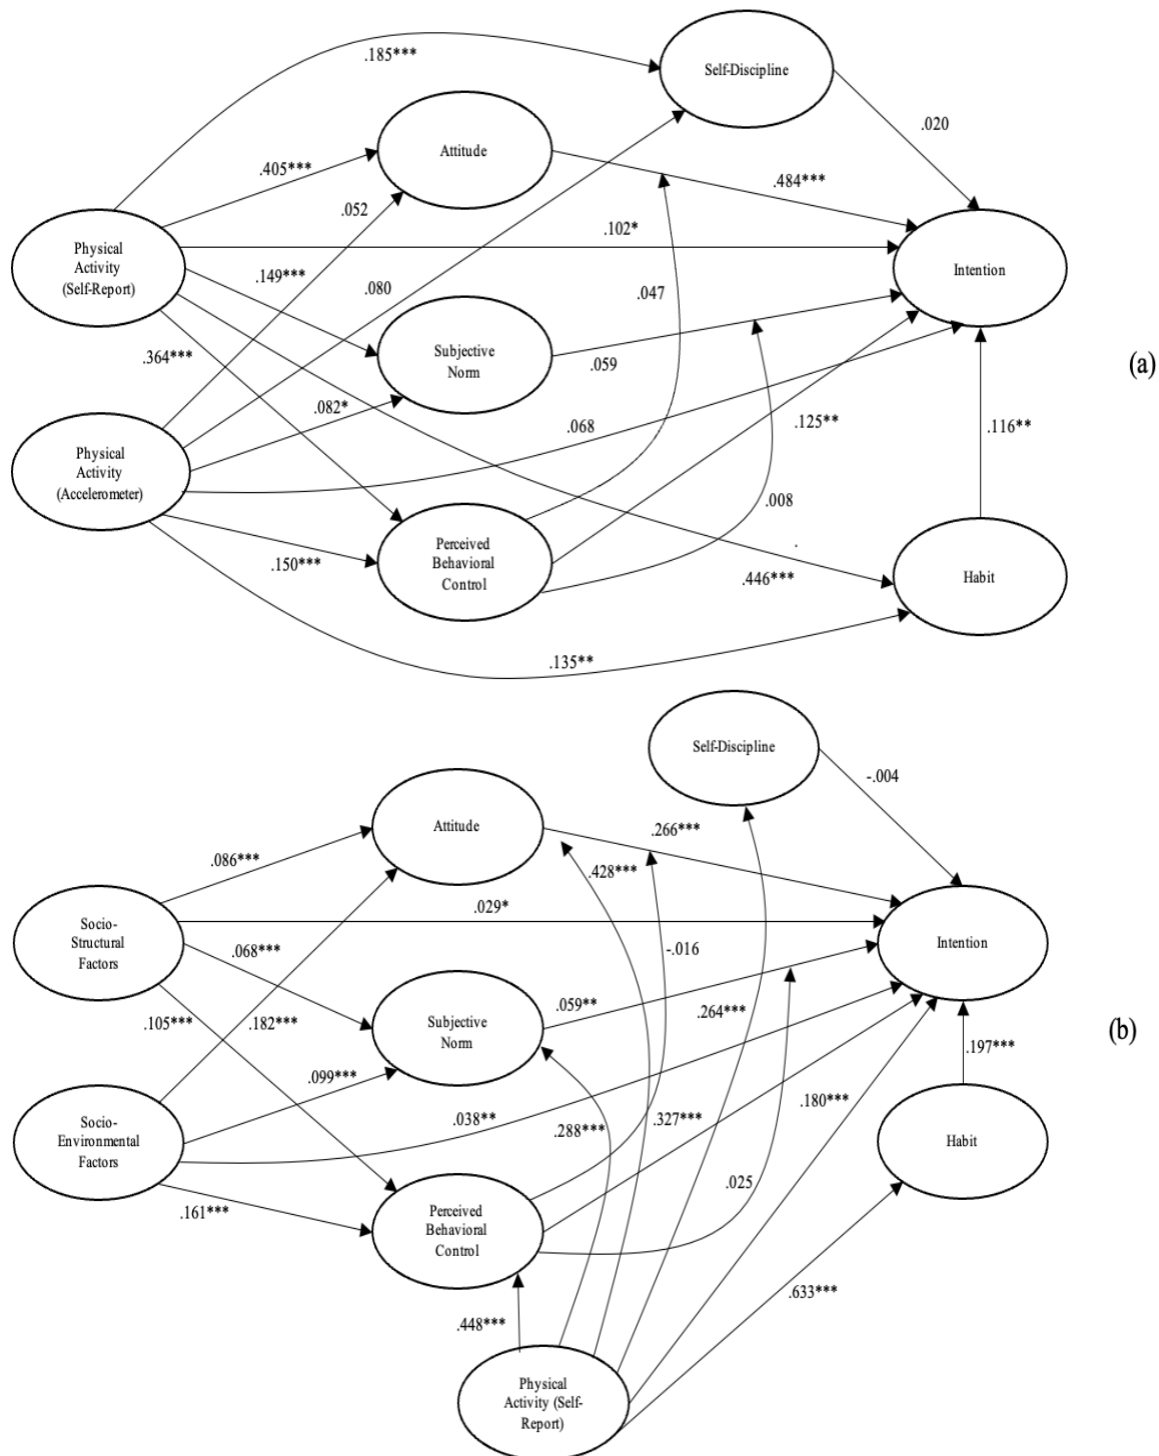 .185***
Self-Discipline
.020
Attitude
.405***
.484***
.052
.102*
Physical
Activity
(Self-Report)
Intention
.149***
.080
.047
.364***
Subjective
Norm
.059
(a)
.082*
.068
.125**
.116**
Physical
Activity
(Accelerometer)
.008
Perceived
Behavioral
Control
.150***
.
.446***
Habit
.135**
Self-Discipline
-.004
Attitude
.266***
.086***
.428***
.029*
Socio-
Structural
Factors
Intention
.068***
-.016
.059**
.264***
.105***
.182***
Subjective
Norm
(b)
.197***
.099***
.038**
.288***
.327***
.180***
Socio-
Environmental
Factors
Habit
.025
.161***
Perceived
Behavioral
Control
.633***
.448***
Physical
Activity (Self-
Report)